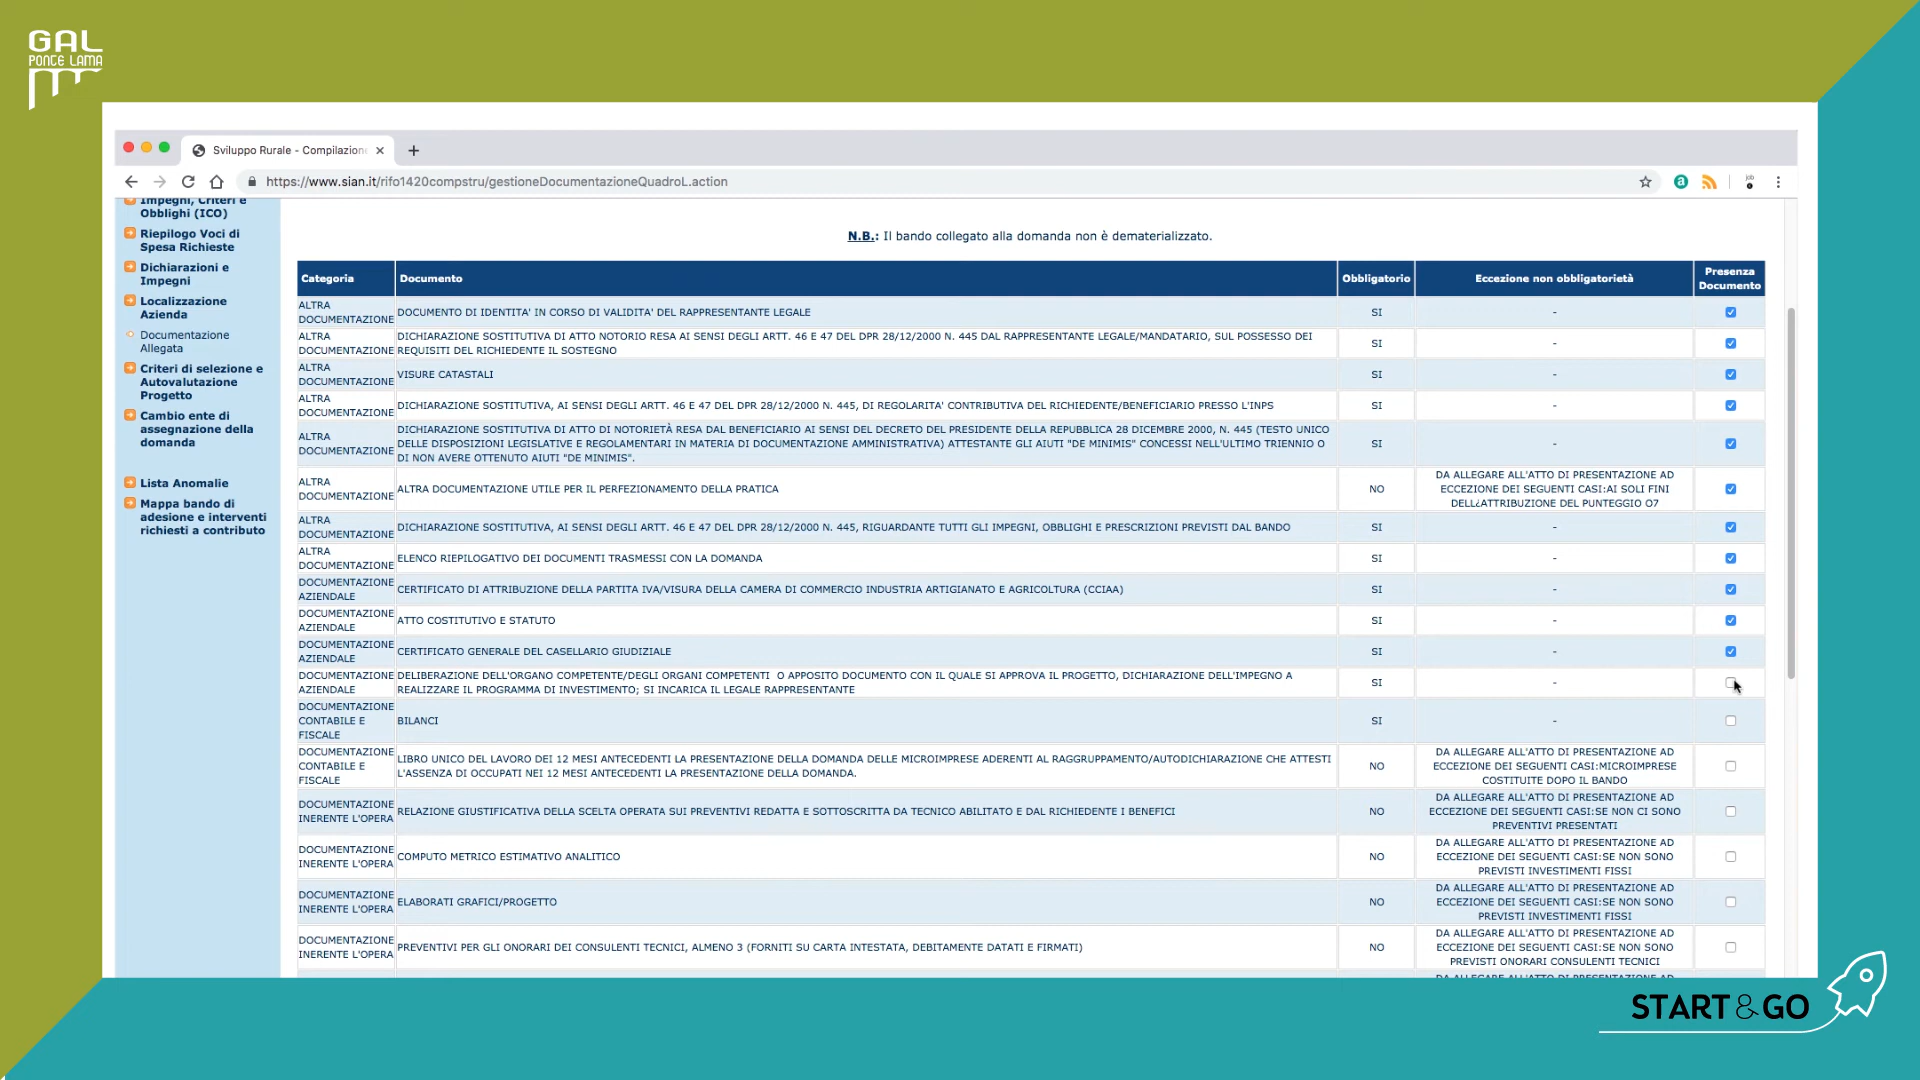 GAL
PONTE LAMA
Sviluppo Rurale - Compilazion
https://www.sian.it/rifo1420compstru/gestioneDocumentazioneQuadroL.action
job
Impegni, Criteri e
Obblighi (ICO)
Riepilogo Voci di
Spesa Richieste
Dichiarazioni e
Impegni
Localizzazione
Azienda
Documentazione
Allegata
Criteri di selezione e
Autovalutazione
Progetto
Cambio ente di
assegnazione della
domanda
Lista Anomalie
Mappa bando di
adesione e interventi
richiesti a contributo
N.B.: Il bando collegato alla domanda non è dematerializzato.
Categoria
Documento
Obbligatorio
Eccezione non obbligatorietà
Presenza
Documento
ALTRA
DOCUMENTAZIONE
DOCUMENTO DI IDENTITA' IN CORSO DI VALIDITA' DEL RAPPRESENTANTE LEGALE
SI
-
ALTRA
DOCUMENTAZIONE
DICHIARAZIONE SOSTITUTIVA DI ATTO NOTORIO RESA AI SENSI DEGLI ARTT. 46 E 47 DEL DPR 28/12/2000 N. 445 DAL RAPPRESENTANTE LEGALE/MANDATARIO, SUL POSSESSO DEI
REQUISITI DEL RICHIEDENTE IL SOSTEGNO
SI
-
ALTRA
DOCUMENTAZIONE
VISURE CATASTALI
SI
-
ALTRA
DOCUMENTAZIONE
DICHIARAZIONE SOSTITUTIVA, AI SENSI DEGLI ARTT. 46 E 47 DEL DPR 28/12/2000 N. 445, DI REGOLARITA' CONTRIBUTIVA DEL RICHIEDENTE/BENEFICIARIO PRESSO L'INPS
SI
-
ALTRA
DOCUMENTAZIONE
DICHIARAZIONE SOSTITUTIVA DI ATTO DI NOTORIETÀ RESA DAL BENEFICIARIO AI SENSI DEL DECRETO DEL PRESIDENTE DELLA REPUBBLICA 28 DICEMBRE 2000, N. 445 (TESTO UNICO
DELLE DISPOSIZIONI LEGISLATIVE E REGOLAMENTARI IN MATERIA DI DOCUMENTAZIONE AMMINISTRATIVA) ATTESTANTE GLI AIUTI "DE MINIMIS" CONCESSI NELL'ULTIMO TRIENNIO O
DI NON AVERE OTTENUTO AIUTI "DE MINIMIS".
SI
-
ALTRA
DOCUMENTAZIONE
ALTRA DOCUMENTAZIONE UTILE PER IL PERFEZIONAMENTO DELLA PRATICA
NO
DA ALLEGARE ALL'ATTO DI PRESENTAZIONE AD
ECCEZIONE DEI SEGUENTI CASI:AI SOLI FINI
DELL¿ATTRIBUZIONE DEL PUNTEGGIO O7
ALTRA
DOCUMENTAZIONE
DICHIARAZIONE SOSTITUTIVA, AI SENSI DEGLI ARTT. 46 E 47 DEL DPR 28/12/2000 N. 445, RIGUARDANTE TUTTI GLI IMPEGNI, OBBLIGHI E PRESCRIZIONI PREVISTI DAL BANDO
SI
-
ALTRA
DOCUMENTAZIONE
ELENCO RIEPILOGATIVO DEI DOCUMENTI TRASMESSI CON LA DOMANDA
SI
-
DOCUMENTAZIONE
AZIENDALE
CERTIFICATO DI ATTRIBUZIONE DELLA PARTITA IVA/VISURA DELLA CAMERA DI COMMERCIO INDUSTRIA ARTIGIANATO E AGRICOLTURA (CCIAA)
SI
-
DOCUMENTAZIONE
AZIENDALE
ATTO COSTITUTIVO E STATUTO
SI
-
DOCUMENTAZIONE
AZIENDALE
CERTIFICATO GENERALE DEL CASELLARIO GIUDIZIALE
SI
-
DOCUMENTAZIONE
AZIENDALE
DELIBERAZIONE DELL'ORGANO COMPETENTE/DEGLI ORGANI COMPETENTI O APPOSITO DOCUMENTO CON IL QUALE SI APPROVA IL PROGETTO, DICHIARAZIONE DELL'IMPEGNO A
REALIZZARE IL PROGRAMMA DI INVESTIMENTO; SI INCARICA IL LEGALE RAPPRESENTANTE
SI
-
DOCUMENTAZIONE
CONTABILE E
FISCALE
BILANCI
SI
-
DOCUMENTAZIONE
CONTABILE E
FISCALE
LIBRO UNICO DEL LAVORO DEI 12 MESI ANTECEDENTI LA PRESENTAZIONE DELLA DOMANDA DELLE MICROIMPRESE ADERENTI AL RAGGRUPPAMENTO/AUTODICHIARAZIONE CHE ATTESTI
L'ASSENZA DI OCCUPATI NEI 12 MESI ANTECEDENTI LA PRESENTAZIONE DELLA DOMANDA.
NO
DA ALLEGARE ALL'ATTO DI PRESENTAZIONE AD
ECCEZIONE DEI SEGUENTI CASI:MICROIMPRESE
COSTITUITE DOPO IL BANDO
DOCUMENTAZIONE
INERENTE L'OPERA
RELAZIONE GIUSTIFICATIVA DELLA SCELTA OPERATA SUI PREVENTIVI REDATTA E SOTTOSCRITTA DA TECNICO ABILITATO E DAL RICHIEDENTE I BENEFICI
NO
DA ALLEGARE ALL'ATTO DI PRESENTAZIONE AD
ECCEZIONE DEI SEGUENTI CASI:SE NON CI SONO
PREVENTIVI PRESENTATI
DOCUMENTAZIONE
INERENTE L'OPERA
COMPUTO METRICO ESTIMATIVO ANALITICO
NO
DA ALLEGARE ALL'ATTO DI PRESENTAZIONE AD
ECCEZIONE DEI SEGUENTI CASI:SE NON SONO
PREVISTI INVESTIMENTI FISSI
DOCUMENTAZIONE
INERENTE L'OPERA
ELABORATI GRAFICI/PROGETTO
NO
DA ALLEGARE ALL'ATTO DI PRESENTAZIONE AD
ECCEZIONE DEI SEGUENTI CASI:SE NON SONO
PREVISTI INVESTIMENTI FISSI
DOCUMENTAZIONE
INERENTE L'OPERA
PREVENTIVI PER GLI ONORARI DEI CONSULENTI TECNICI, ALMENO 3 (FORNITI SU CARTA INTESTATA, DEBITAMENTE DATATI E FIRMATI)
NO
DA ALLEGARE ALL'ATTO DI PRESENTAZIONE AD
ECCEZIONE DEI SEGUENTI CASI:SE NON SONO
PREVISTI ONORARI CONSULENTI TECNICI
START&GO